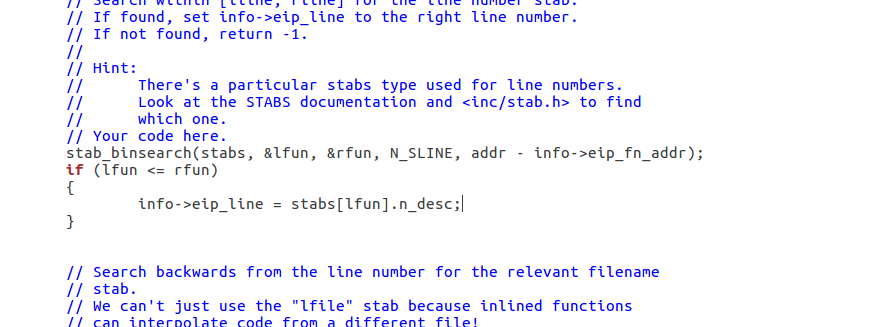 // Search within [lline, rline] for the line number stab.
// If found, set info->eip_line to the right line number.
// If not found, return -1.
//
// Hint:
//      There's a particular stabs type used for line numbers.
//      Look at the STABS documentation and <inc/stab.h> to find
//      which one.
// Your code here.
stab_binsearch(stabs, &lfun, &rfun, N_SLINE, addr - info->eip_fn_addr);
if (lfun <= rfun)
{
        info->eip_line = stabs[lfun].n_desc;
}
// Search backwards from the line number for the relevant filename
// stab.
// We can't just use the "lfile" stab because inlined functions
// can interpolate code from a different file!